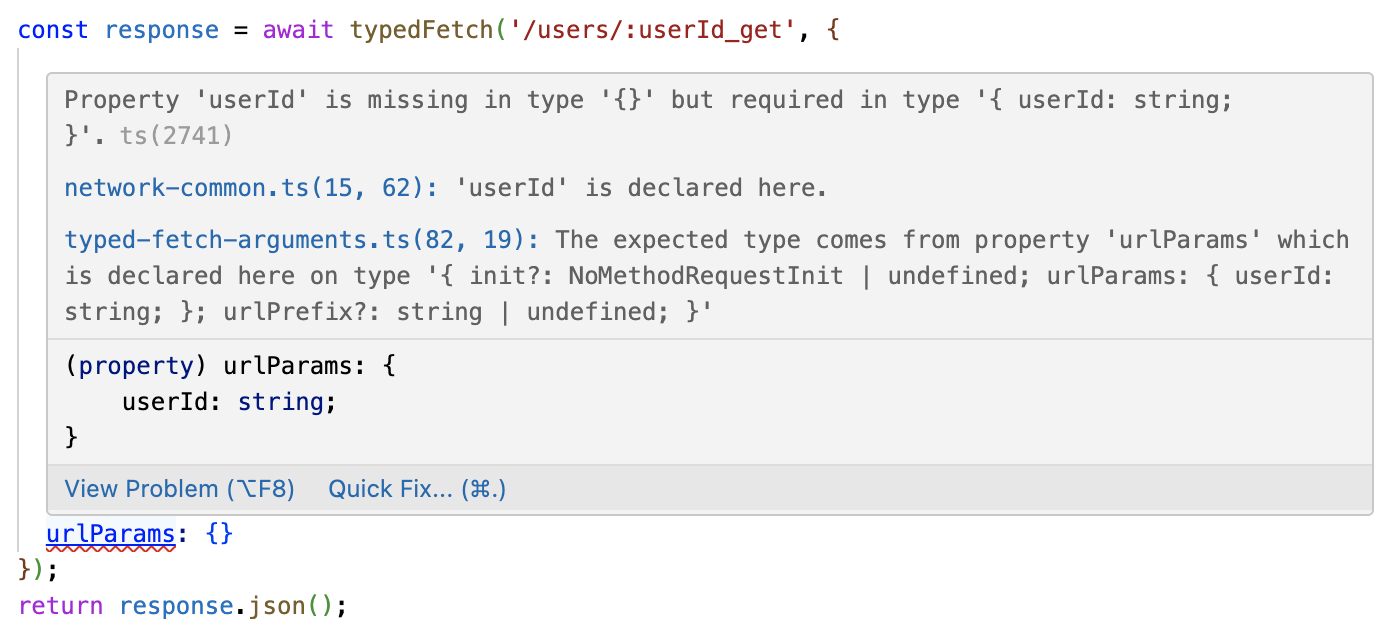 const response = await typedFetch('/users/:userId_get', {
Property 'userId' is missing in type '{}' but required in type '{ userId: string;
}'. ts(2741)
network-common.ts(15, 62): 'userId' is declared here.
typed-fetch-arguments.ts(82, 19): The expected type comes from property 'urlParams' which
is declared here on type '{ init?: NoMethodRequestInit | undefined; urlParams: { userId:
string; }; urlPrefix?: string | undefined; }'
(property) urlParams: {
    userId: string;
}
View Problem (⌥F8) Quick Fix... (⌘.)
urlParams: {}
});
return response.json();